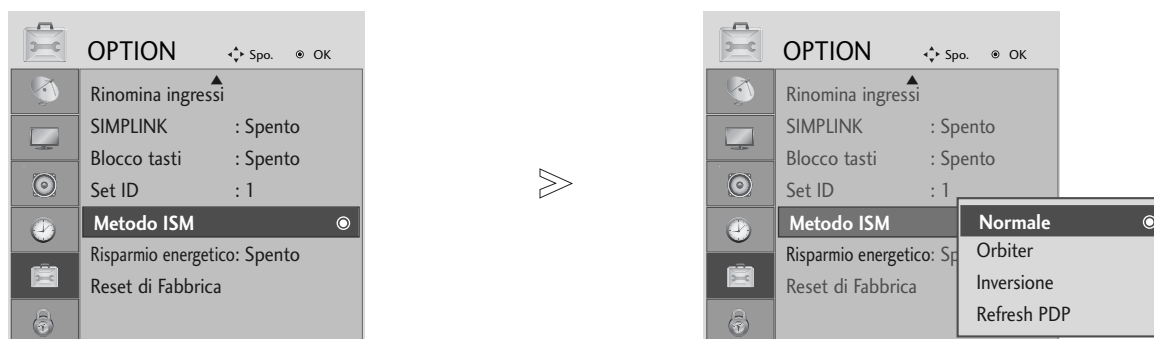 OPTION Spo. OK
Rinomina ingressi
SIMPLINK : Spento
Blocco tasti : Spento
Set ID : 1
Metodo ISM
Risparmio energetico: Spento
Reset di Fabbrica
OPTION Spo. OK
Rinomina ingressi
SIMPLINK : Spento
Blocco tasti : Spento
Set ID : 1
Metodo ISM
Risparmio energetico: Sp
Reset di Fabbrica
Normale
Orbiter
Inversione
Refresh PDP